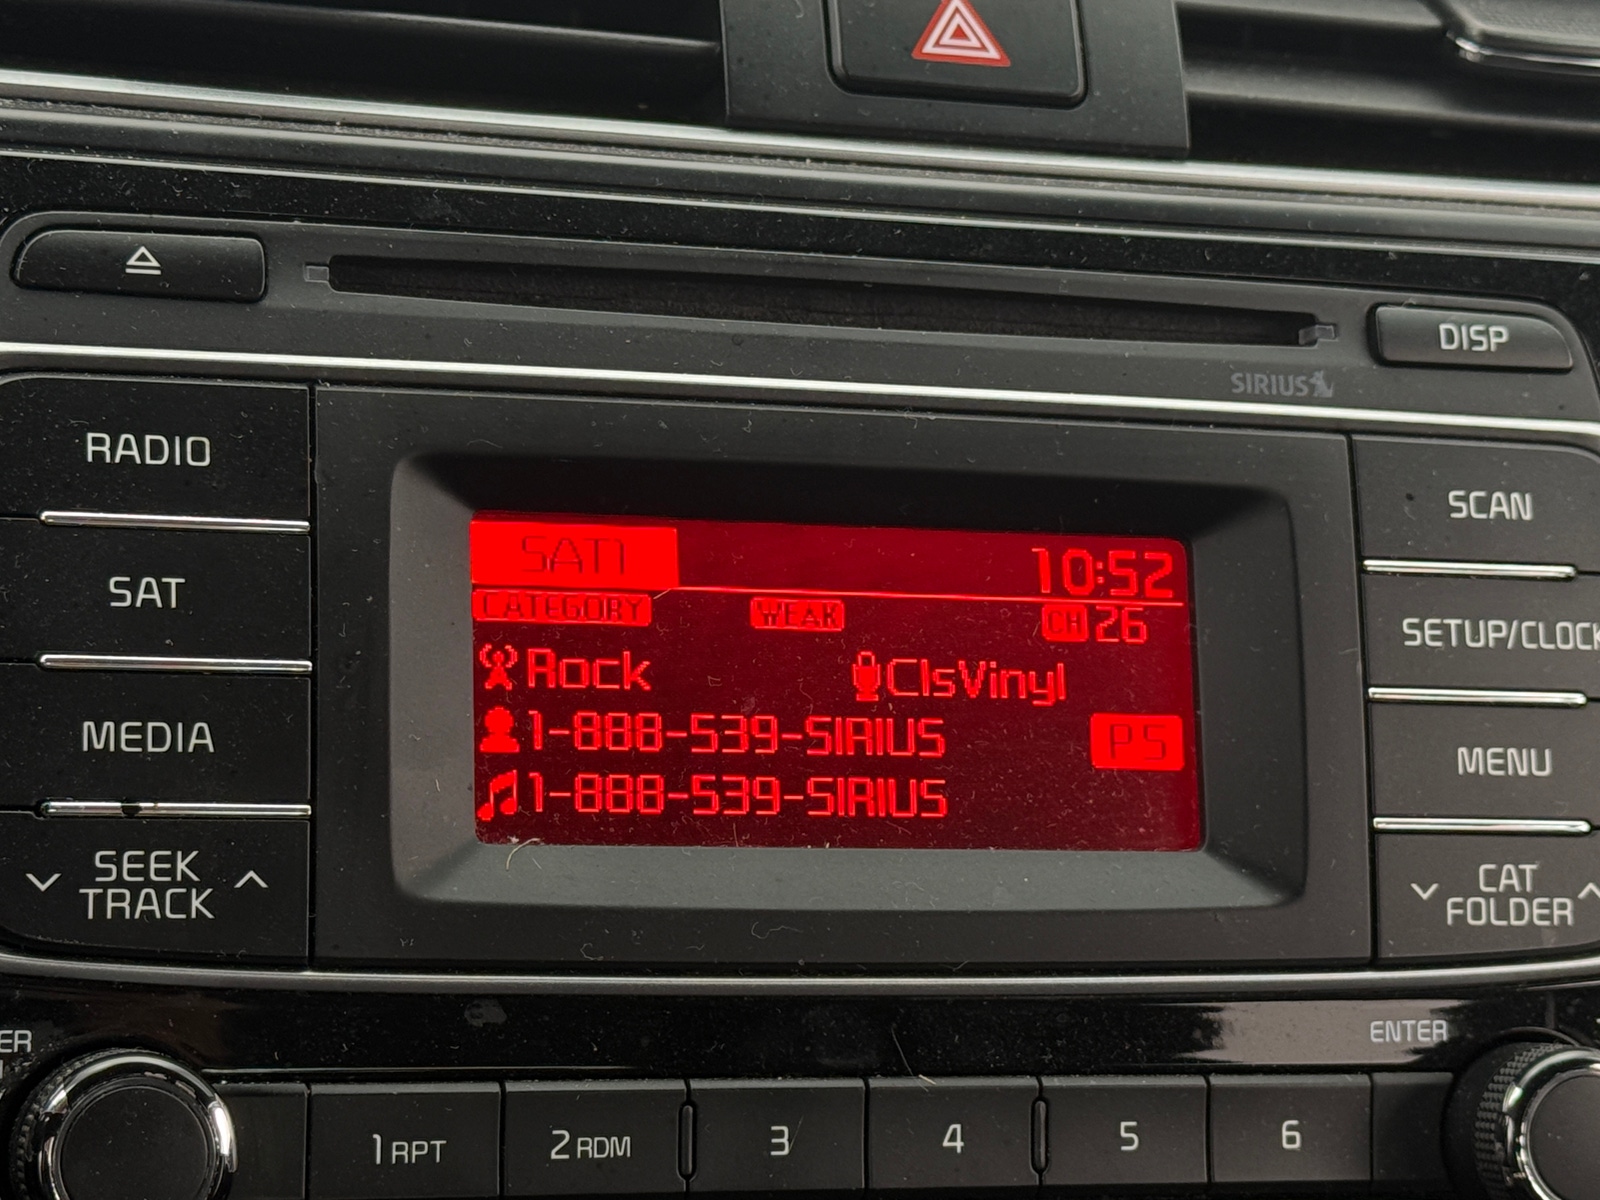 DISP
SIRIUS
RADIO
SAT
MEDIA
SEEK
TRACK
SAT1 10:52
CATEGORY WEAK CH 26
Rock ClsVinyl
1-888-539-SIRIUS PS
1-888-539-SIRIUS
SCAN
SETUP/CLOCK
MENU
CAT
FOLDER
ER
ENTER
1 RPT 2 RDM 3 4 5 6